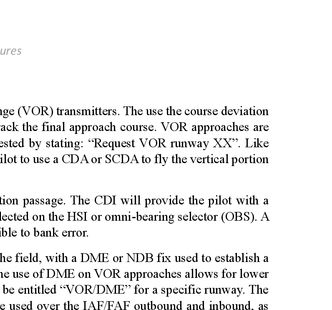 ures
nge (VOR) transmitters. The use the course deviation
ack the final approach course. VOR approaches are
ested by stating: “Request VOR runway XX”. Like
ilot to use a CDA or SCDA to fly the vertical portion
tion passage. The CDI will provide the pilot with a
lected on the HSI or omni-bearing selector (OBS). A
ble to bank error.
he field, with a DME or NDB fix used to establish a
he use of DME on VOR approaches allows for lower
be entitled “VOR/DME” for a specific runway. The
e used over the IAF/FAF outbound and inbound, as